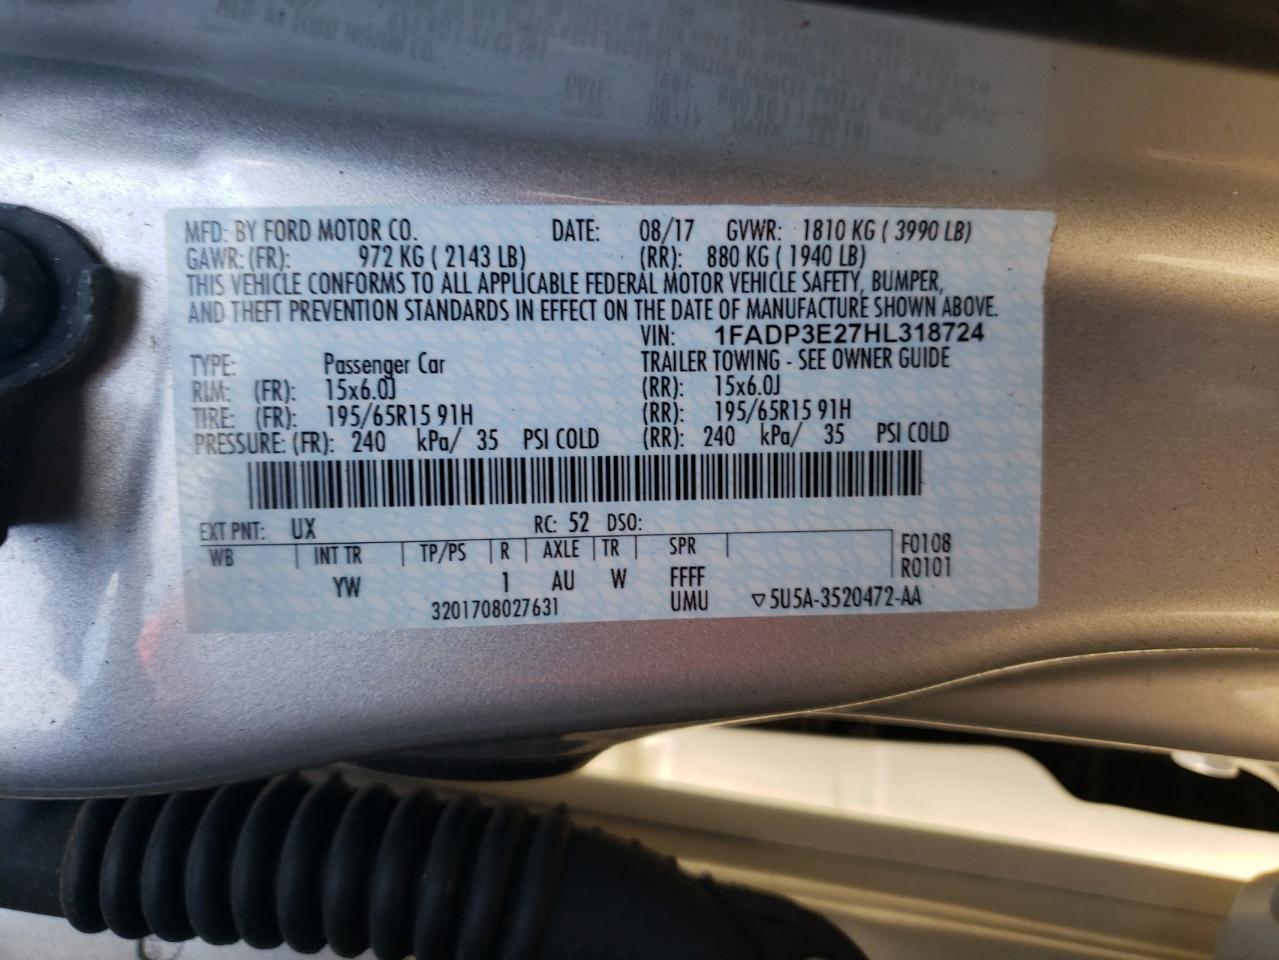 MFD. BY FORD MOTOR CO. DATE: 08/17 GVWR: 1810 KG ( 3990 LB)
GAWR: (FR): 972 KG ( 2143 LB) (RR): 880 KG ( 1940 LB)
THIS VEHICLE CONFORMS TO ALL APPLICABLE FEDERAL MOTOR VEHICLE SAFETY, BUMPER,
AND THEFT PREVENTION STANDARDS IN EFFECT ON THE DATE OF MANUFACTURE SHOWN ABOVE.
VIN: 1FADP3E27HL318724
TYPE: Passenger Car TRAILER TOWING - SEE OWNER GUIDE
RIM: (FR): 15x6.0J (RR): 15x6.0J
TIRE: (FR): 195/65R15 91H (RR): 195/65R15 91H
PRESSURE: (FR): 240 kPa/ 35 PSI COLD (RR): 240 kPa/ 35 PSI COLD
EXT PNT: UX RC: 52 DSO:
WB INT TR TP/PS R AXLE TR SPR F0108
YW 1 AU W FFFF R0101
3201708027631 UMU ▽5U5A-3520472-AA